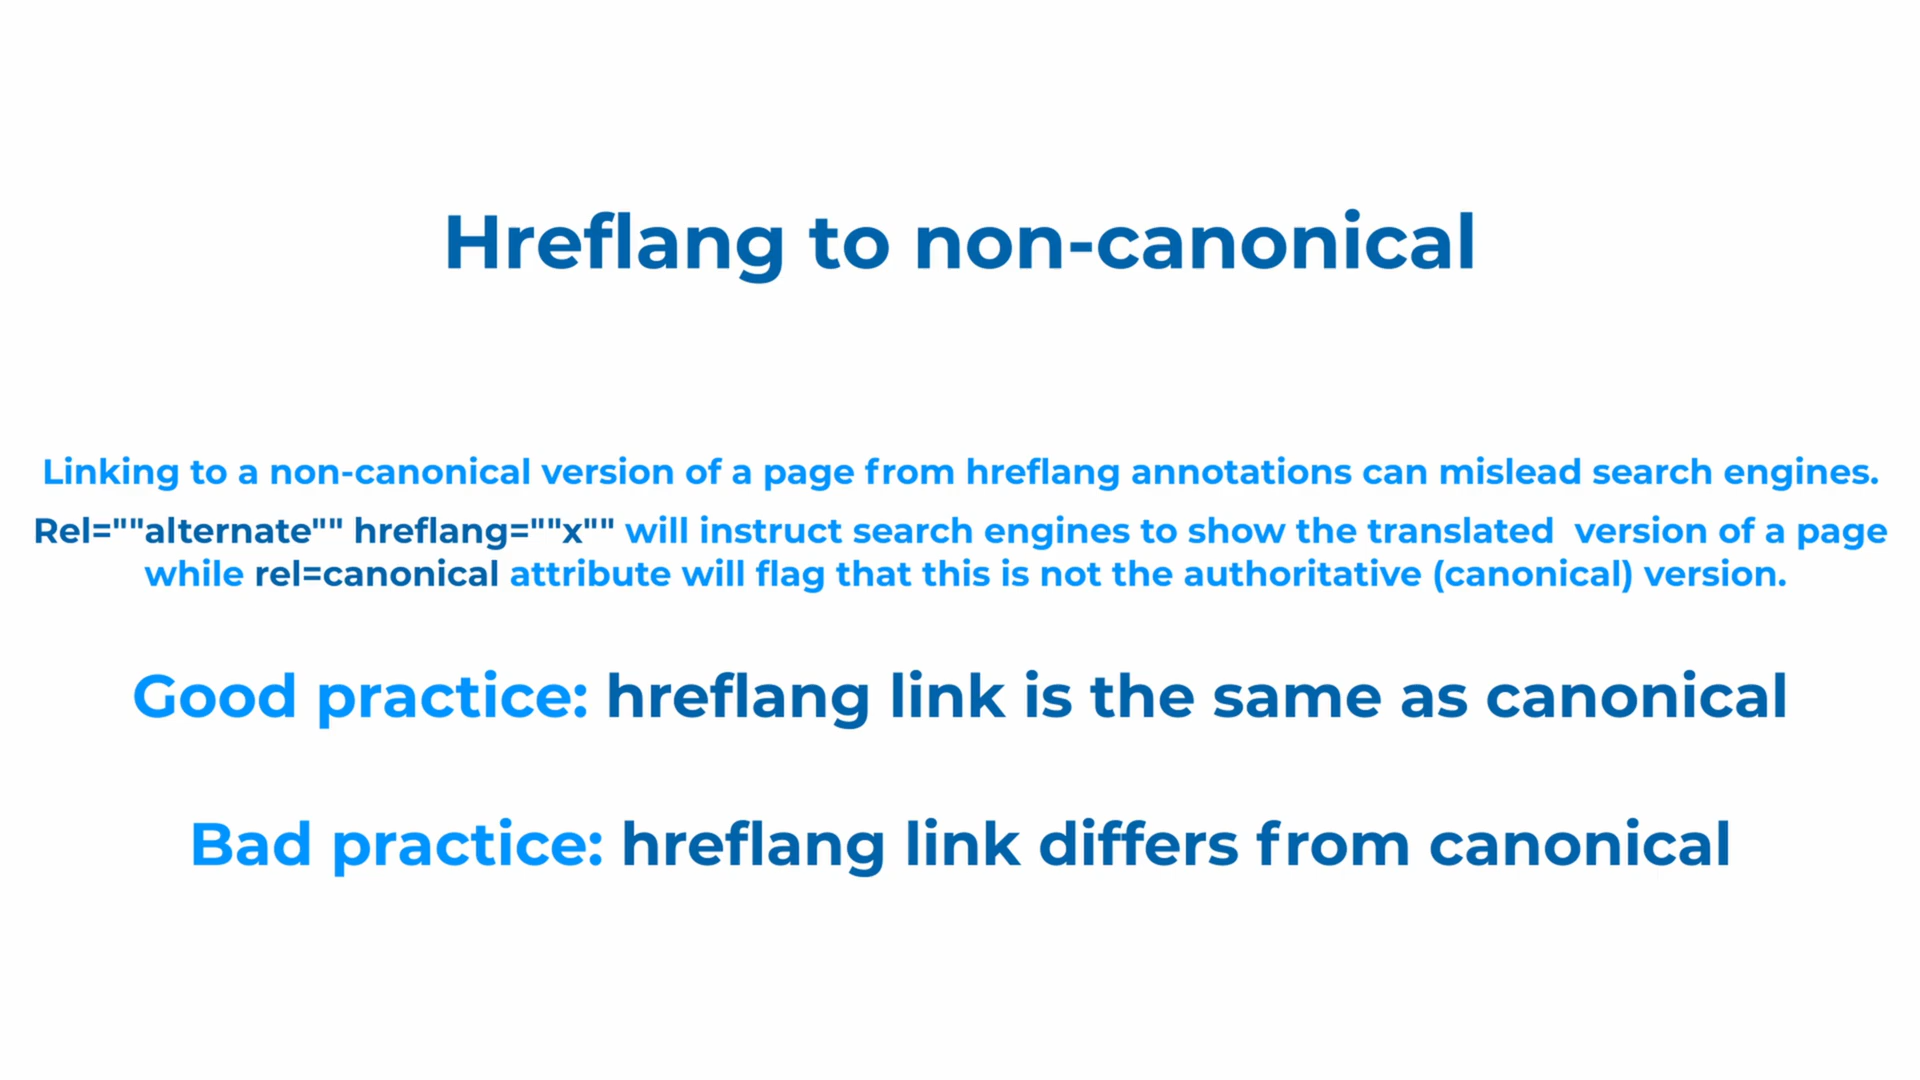 Hreflang to non-canonical
Linking to a non-canonical version of a page from hreflang annotations can mislead search engines.
Rel=""alternate"" hreflang=""x"" will instruct search engines to show the translated  version of a page
while rel=canonical attribute will flag that this is not the authoritative (canonical) version.
Good practice: hreflang link is the same as canonical
Bad practice: hreflang link differs from canonical